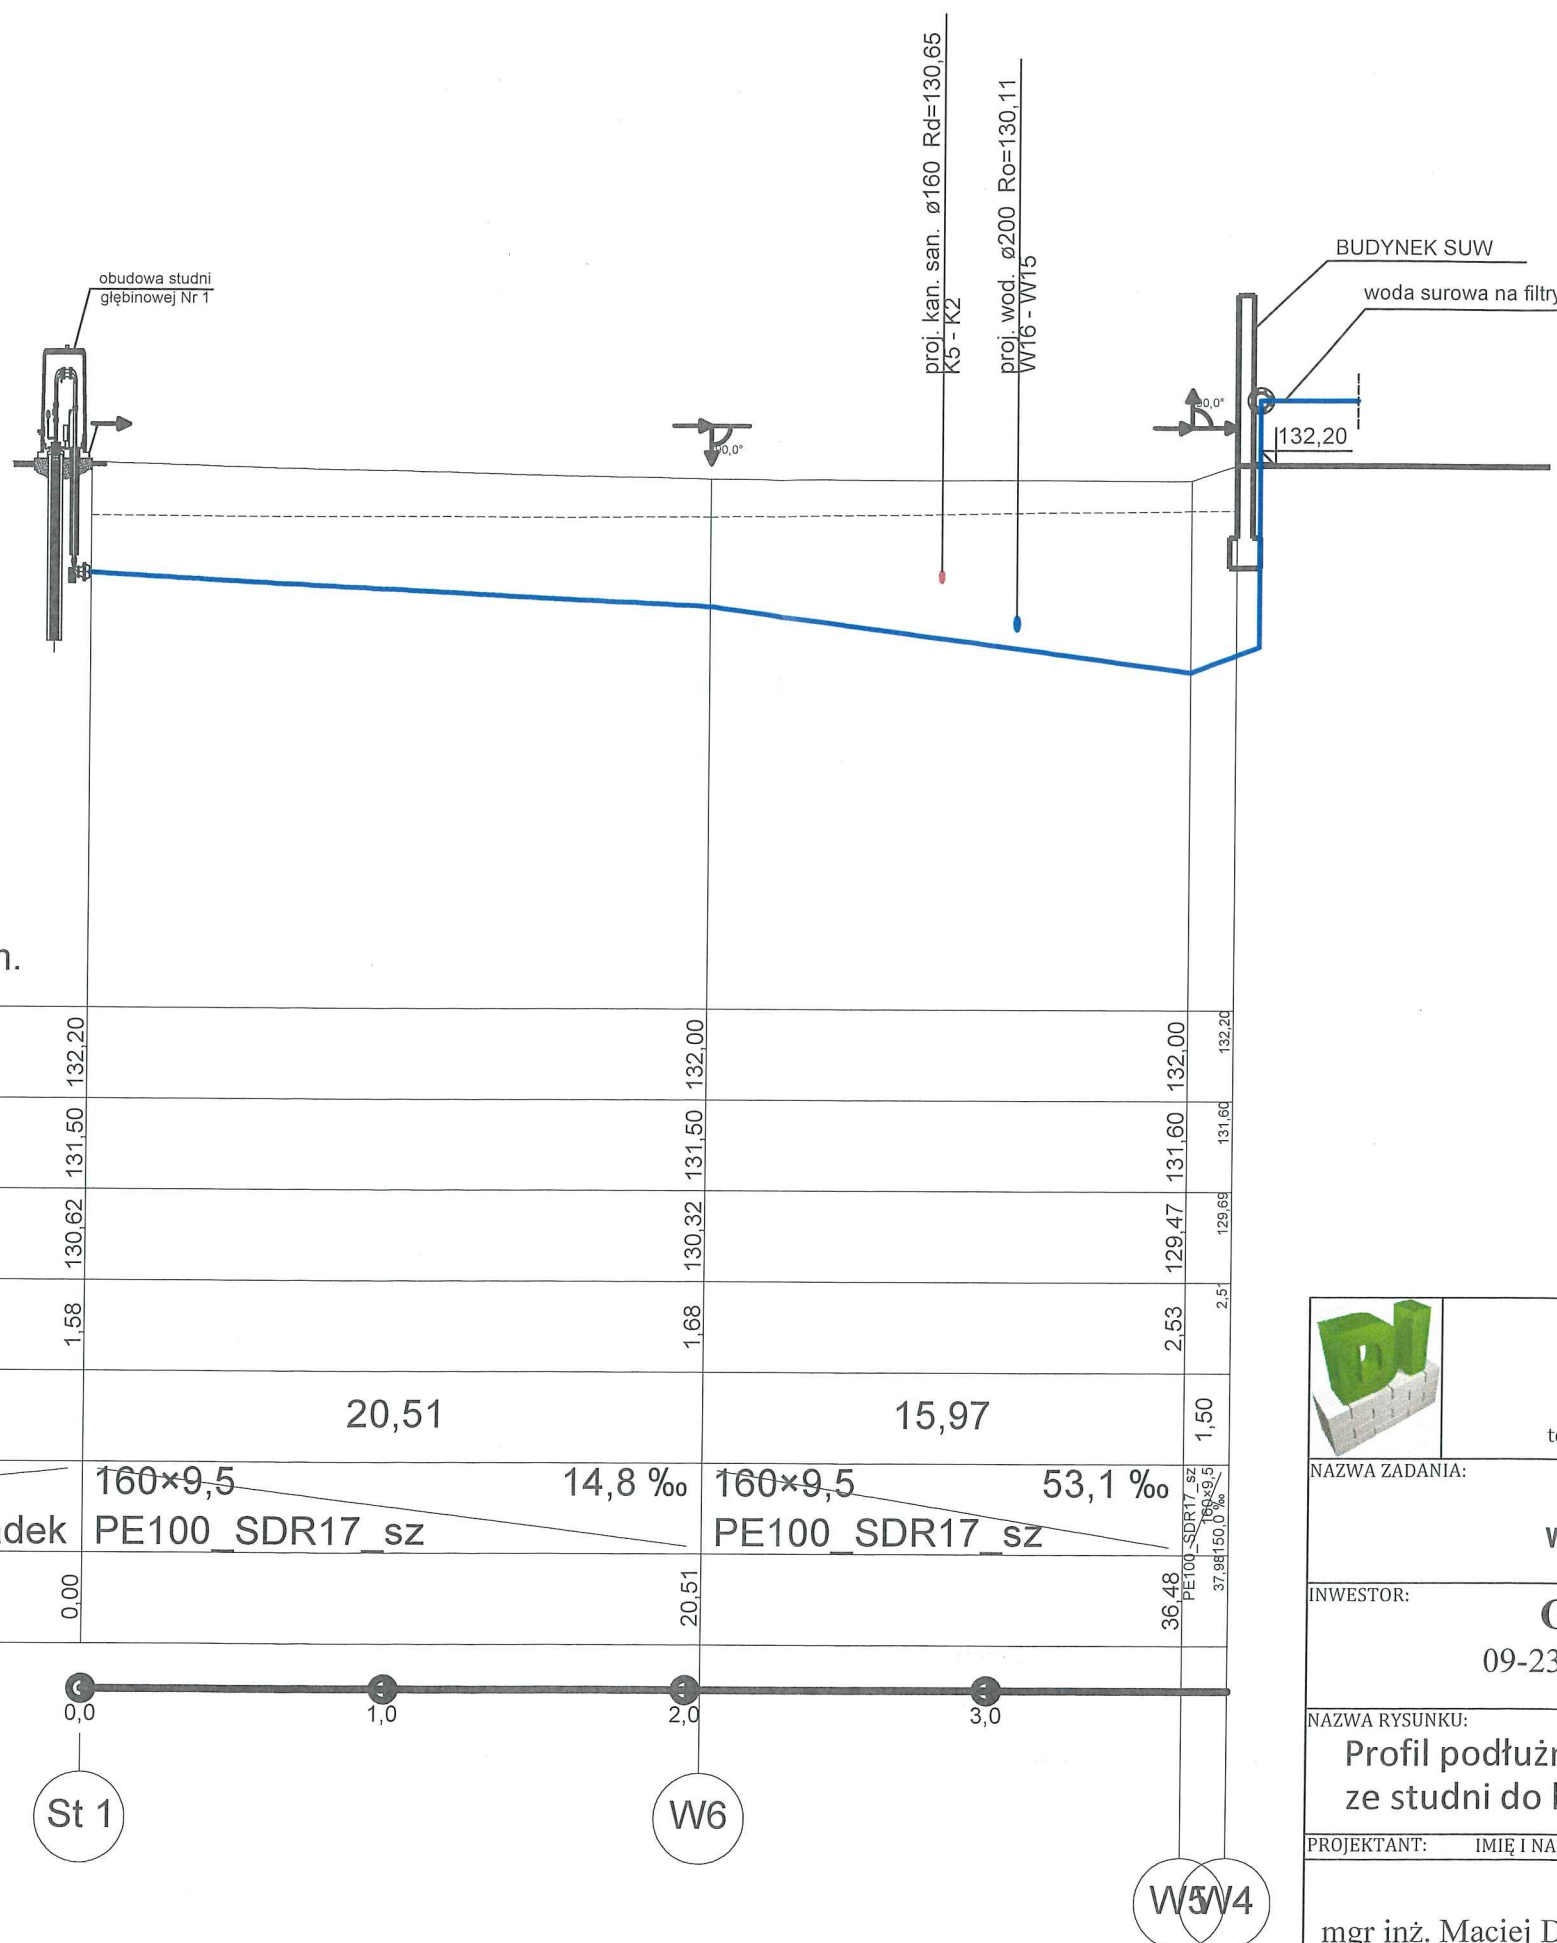 proj. kan. san. ø160 Rd=130,65
K5 - K2
proj. wod. ø200 Ro=130,11
W16 - W15
obudowa studni
głębinowej Nr 1
BUDYNEK SUW
woda surowa na filtry
90,0°
90,0°
132,20
132,20
132,00
132,00
132,20
131,50
131,50
131,60
131,60
130,62
130,32
129,47
129,69
1,58
1,68
2,53
2,51
20,51
15,97
1,50
160×9,5
14,8 ‰
160×9,5
53,1 ‰
160×9,5
150,0 ‰
PE100_SDR17_sz
PE100_SDR17_sz
PE100_SDR17_sz
0,00
20,51
36,48
37,98
0,0
1,0
2,0
3,0
St 1
W6
W5
W4
NAZWA ZADANIA:
INWESTOR:
09-23
NAZWA RYSUNKU:
Profil podłużn
ze studni do
PROJEKTANT: IMIĘ I NA
mgr inż. Maciej D
DI